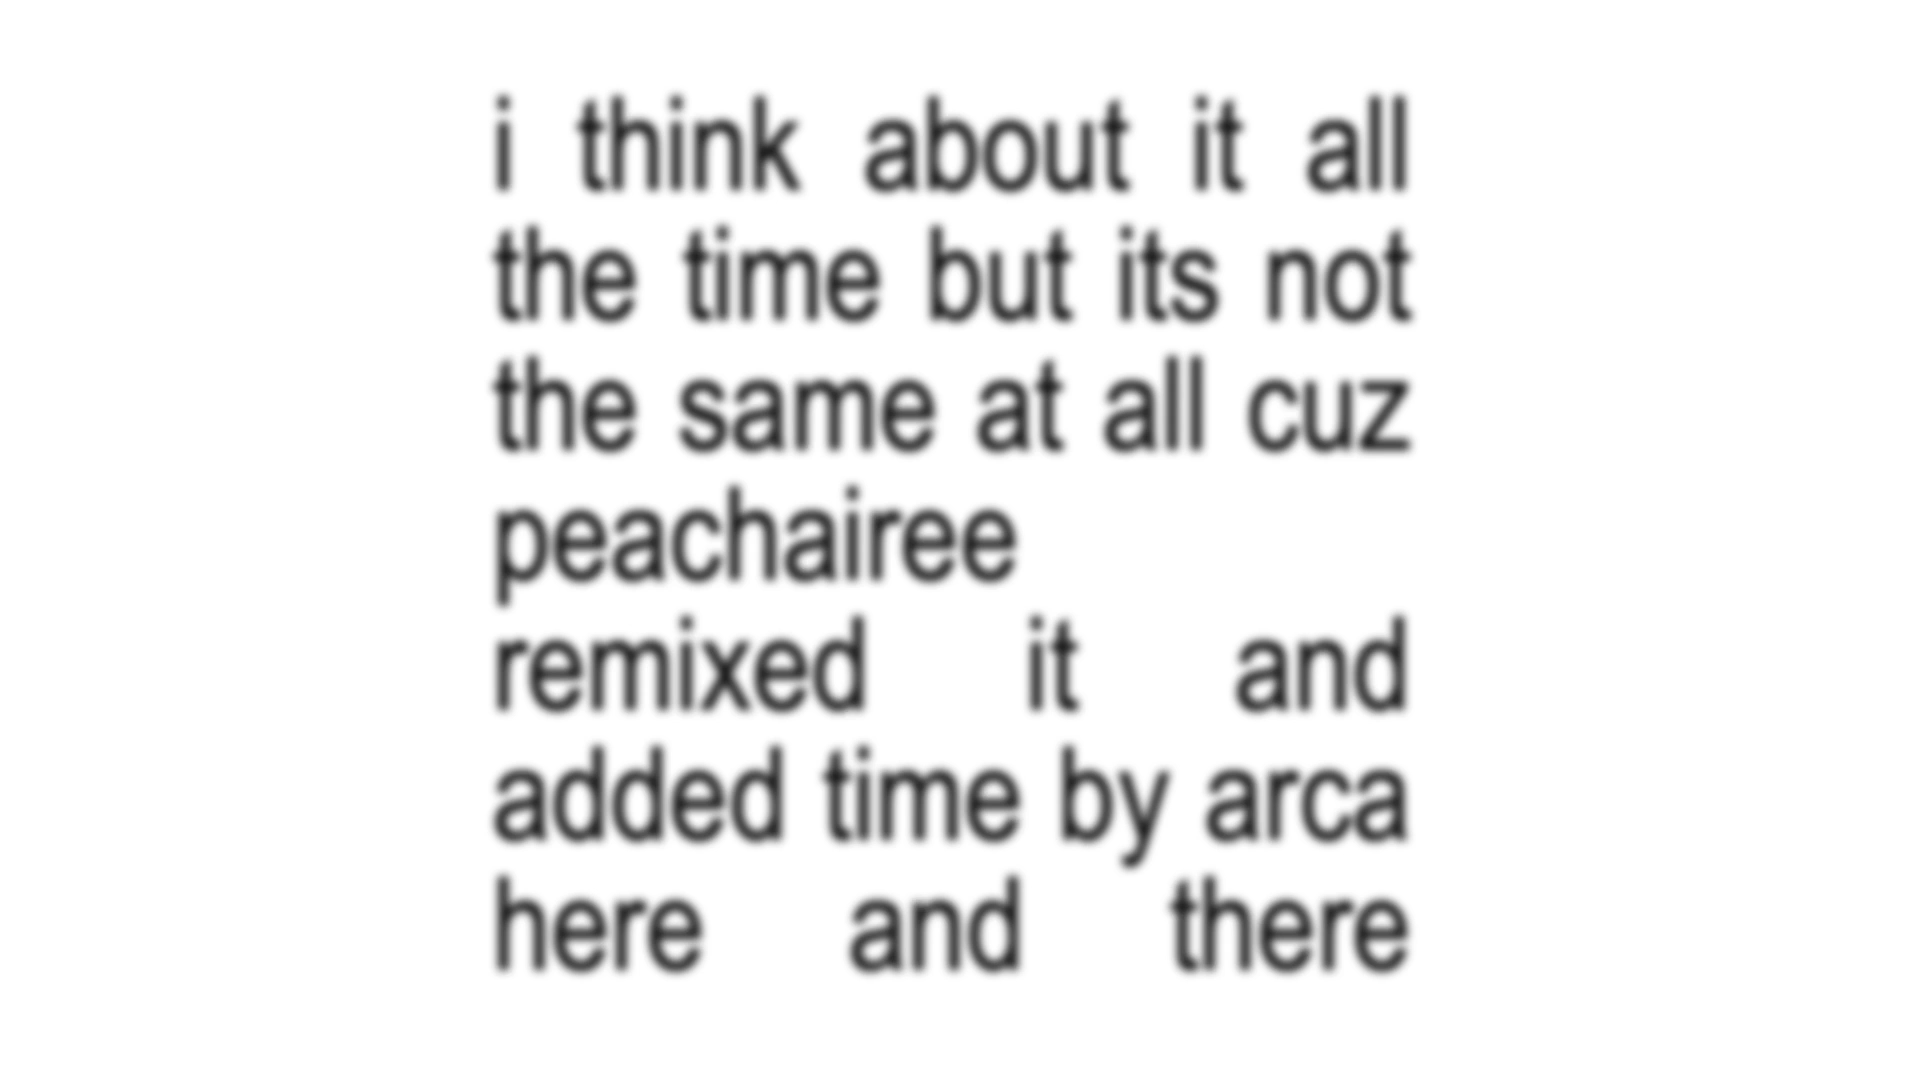 i think about it all
the time but its not
the same at all cuz
peachairee
remixed it and
added time by arca
here and there